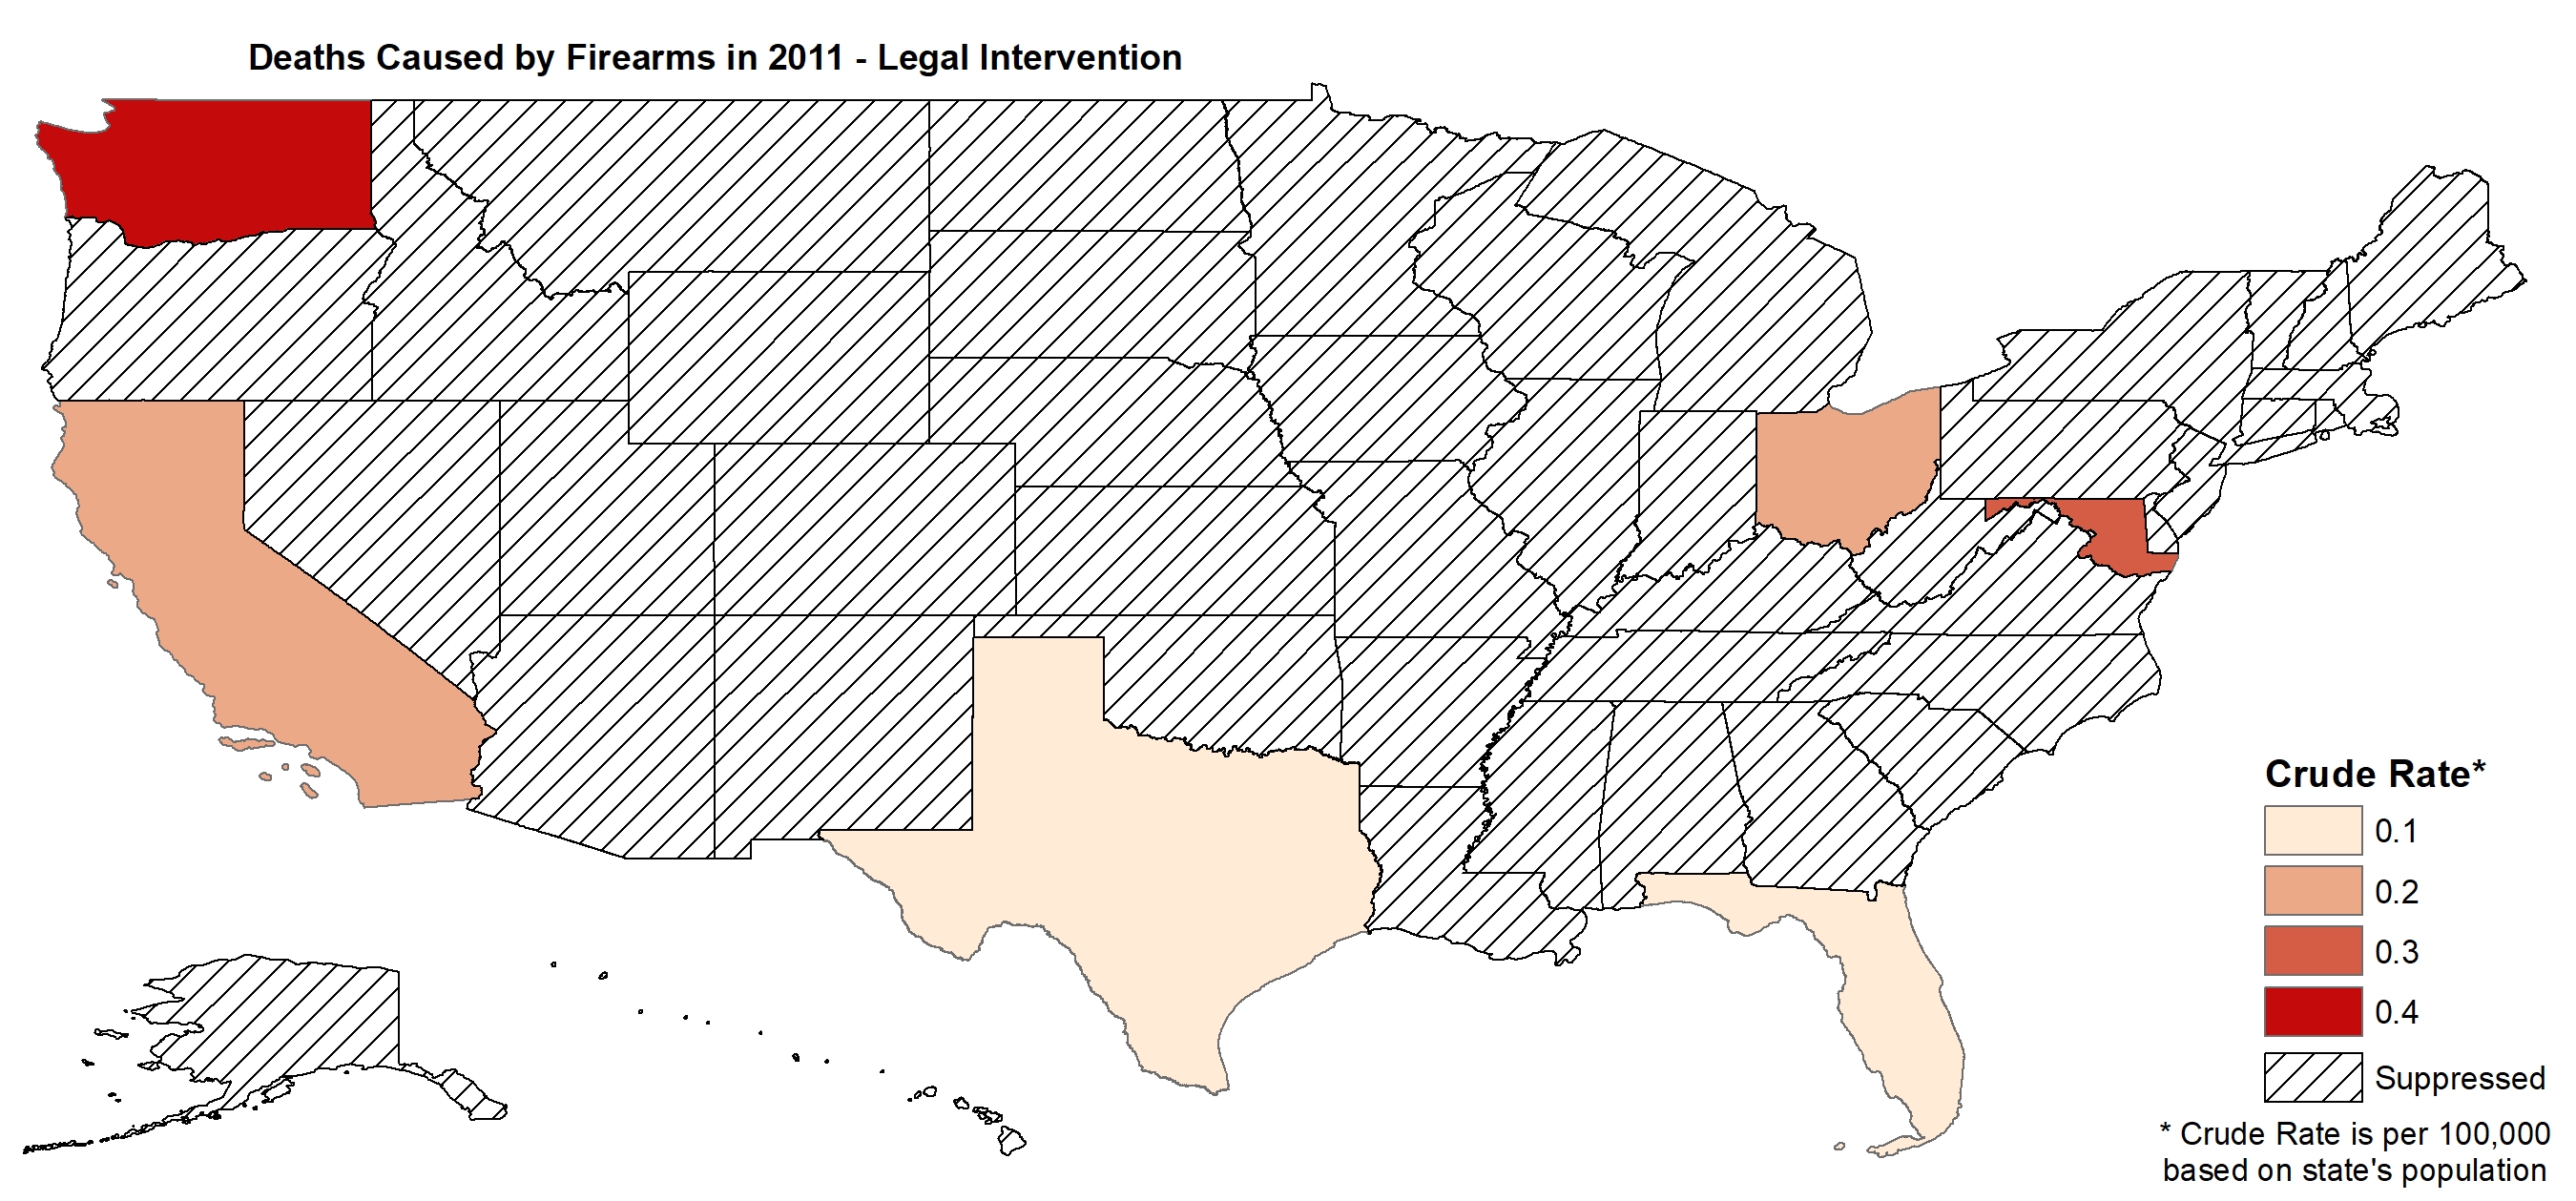 Deaths Caused by Firearms in 2011 - Legal Intervention
Crude Rate*
0.1
0.2
0.3
0.4
Suppressed
* Crude Rate is per 100,000
based on state's population